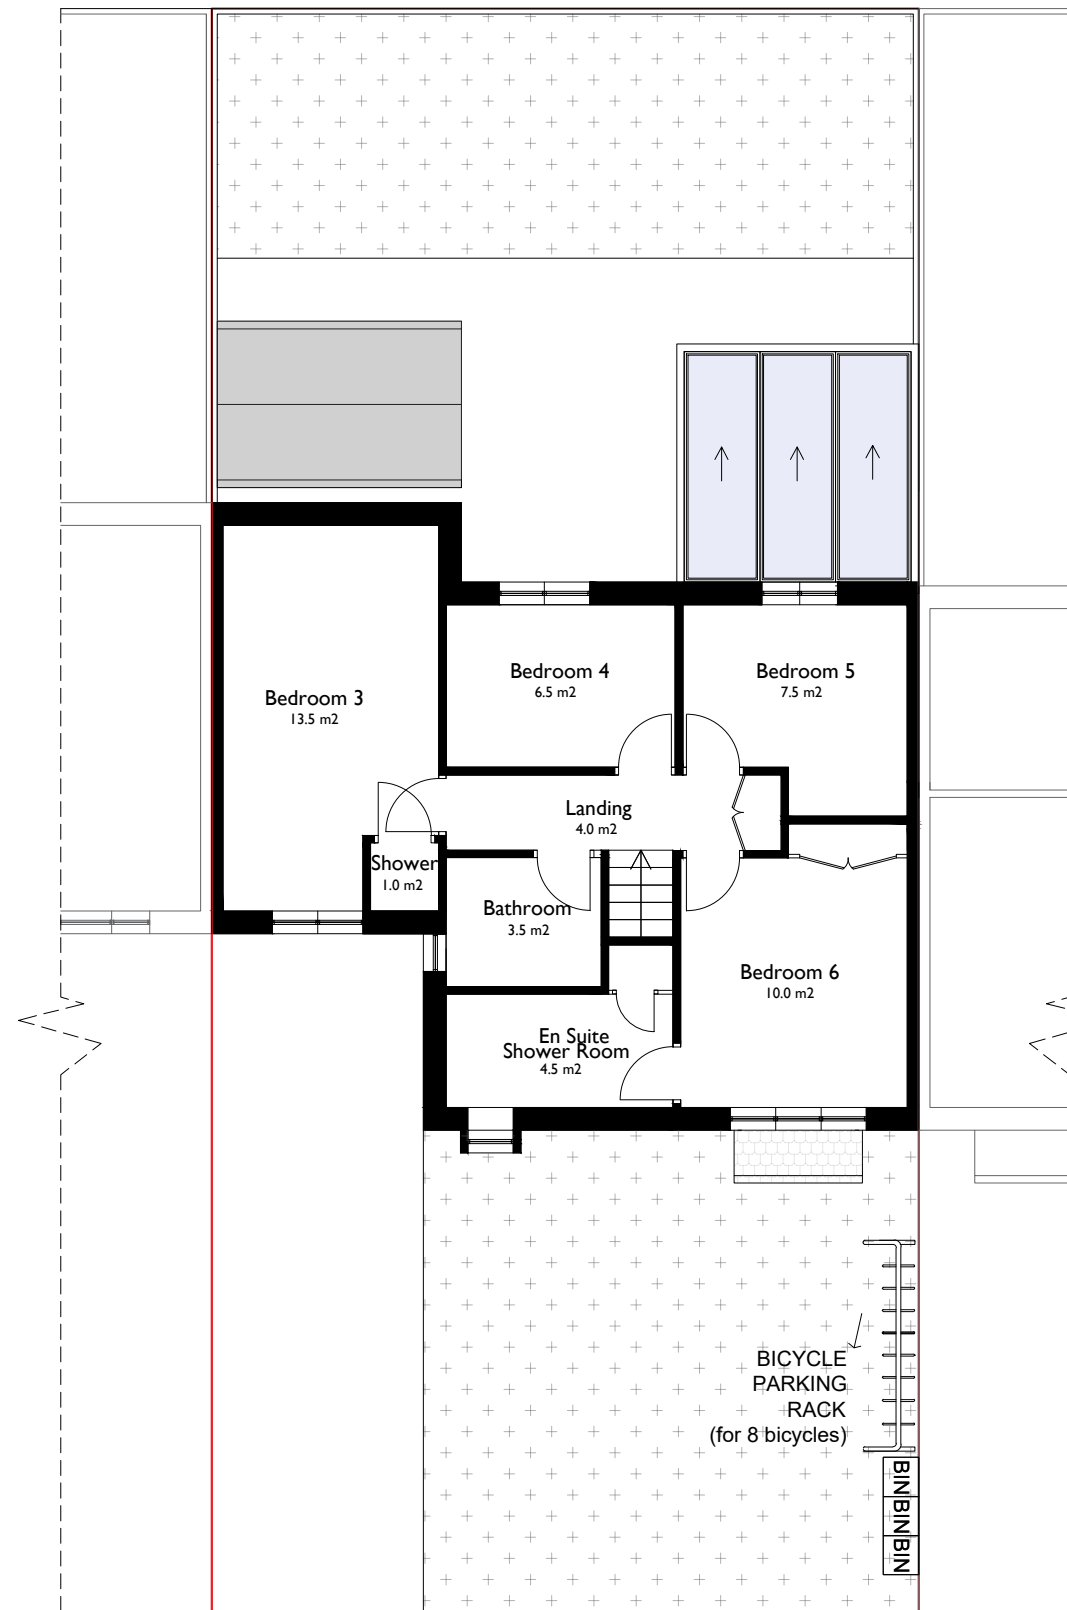 Bedroom 4
6.5 m2
Bedroom 5
7.5 m2
Bedroom 3
13.5 m2
Landing
4.0 m2
Shower
1.0 m2
Bathroom
3.5 m2
Bedroom 6
10.0 m2
En Suite
Shower Room
4.5 m2
BICYCLE
PARKING
RACK
(for 8 bicycles)
BIN
BIN
BIN